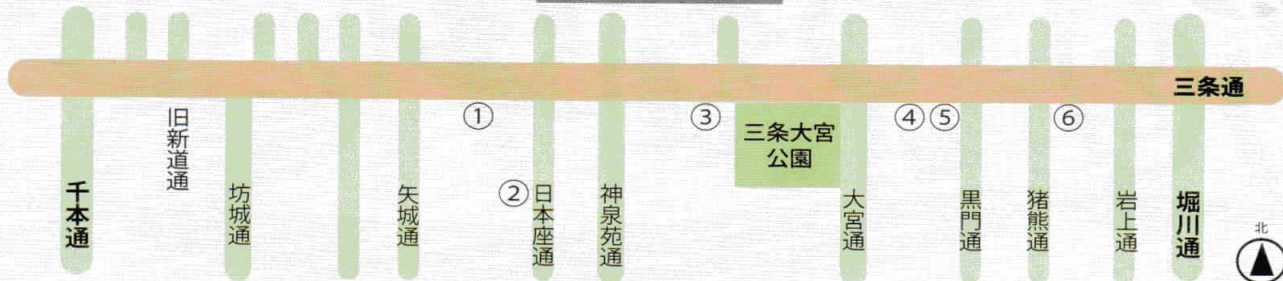 三条通
①
③
三条大宮
公園
④
⑤
⑥
旧新道通
千本通
坊城通
矢城通
②
日本座通
神泉苑通
大宮通
黒門通
猪熊通
岩上通
堀川通
北